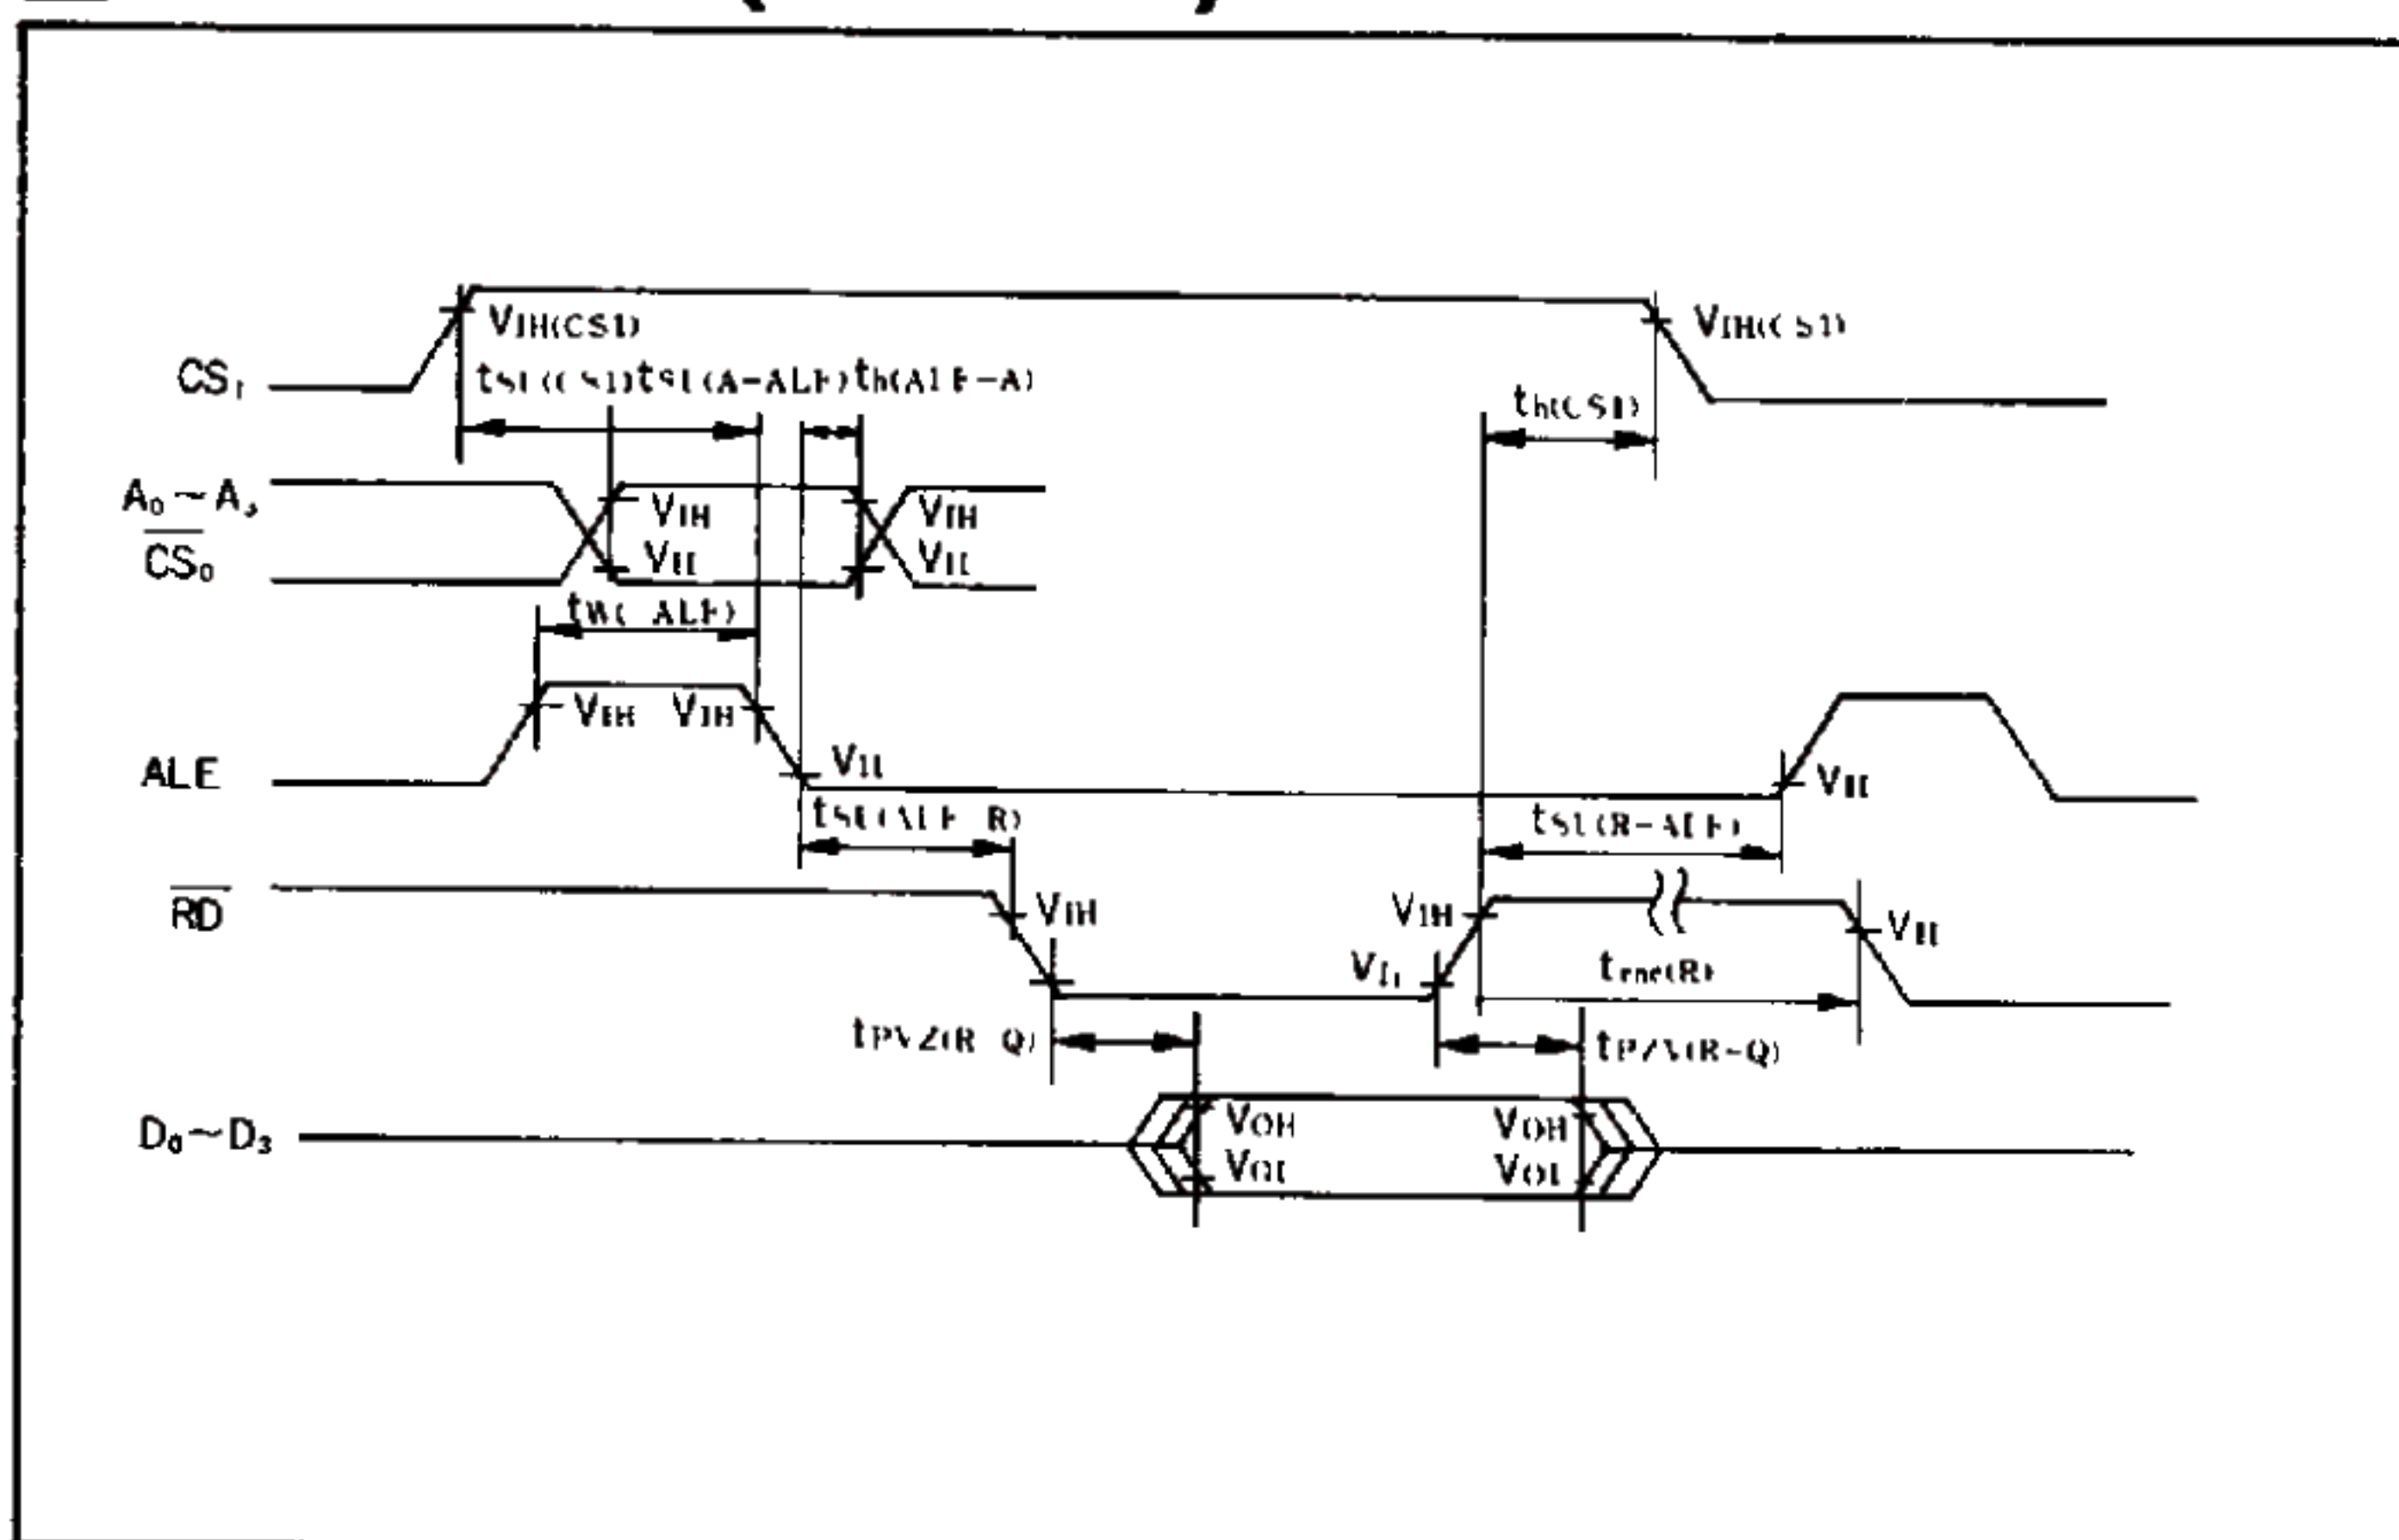 VIH(CS1) VIH(CS1)
CS1 tSU(CS1) tSU(A-ALE) th(ALE-A)
th(CS1)
A0~A3 VIH VIH
CS0 VIL VIL
tW( ALE)
VIH VIH
ALE VIL VIL
tSU(ALE R) tSU(R-ALE)
RD VIH VIH VIL
VIL trec(R)
tPVZ(R Q) tPZV(R-Q)
D0~D3 VOH VOH
VOL VOL